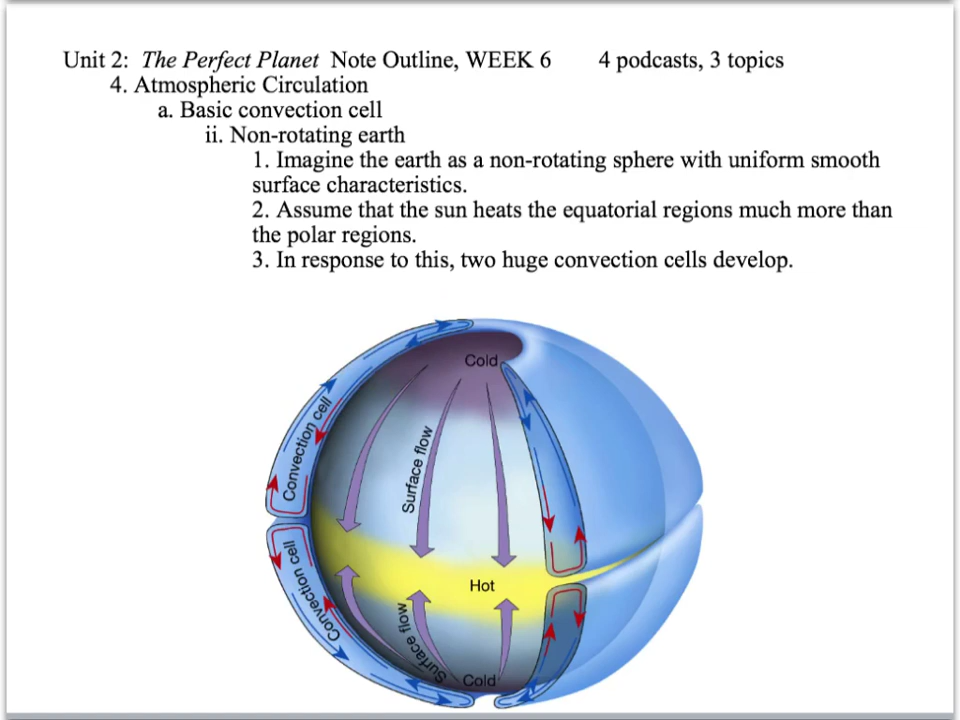 Unit 2: The Perfect Planet Note Outline, WEEK 6 4 podcasts, 3 topics
4. Atmospheric Circulation
a. Basic convection cell
ii. Non-rotating earth
1. Imagine the earth as a non-rotating sphere with uniform smooth
surface characteristics.
2. Assume that the sun heats the equatorial regions much more than
the polar regions.
3. In response to this, two huge convection cells develop.
Cold
Convection cell
Surface flow
Convection cell
Hot
Surface flow
Cold